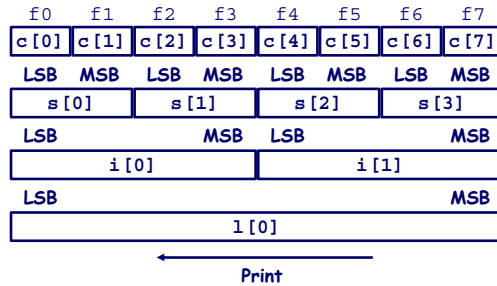 f0 f1 f2 f3 f4 f5 f6 f7
c[0] c[1] c[2] c[3] c[4] c[5] c[6] c[7]
LSB MSB LSB MSB LSB MSB LSB MSB
s[0] s[1] s[2] s[3]
LSB MSB LSB MSB
i[0] i[1]
LSB MSB
l[0]
Print